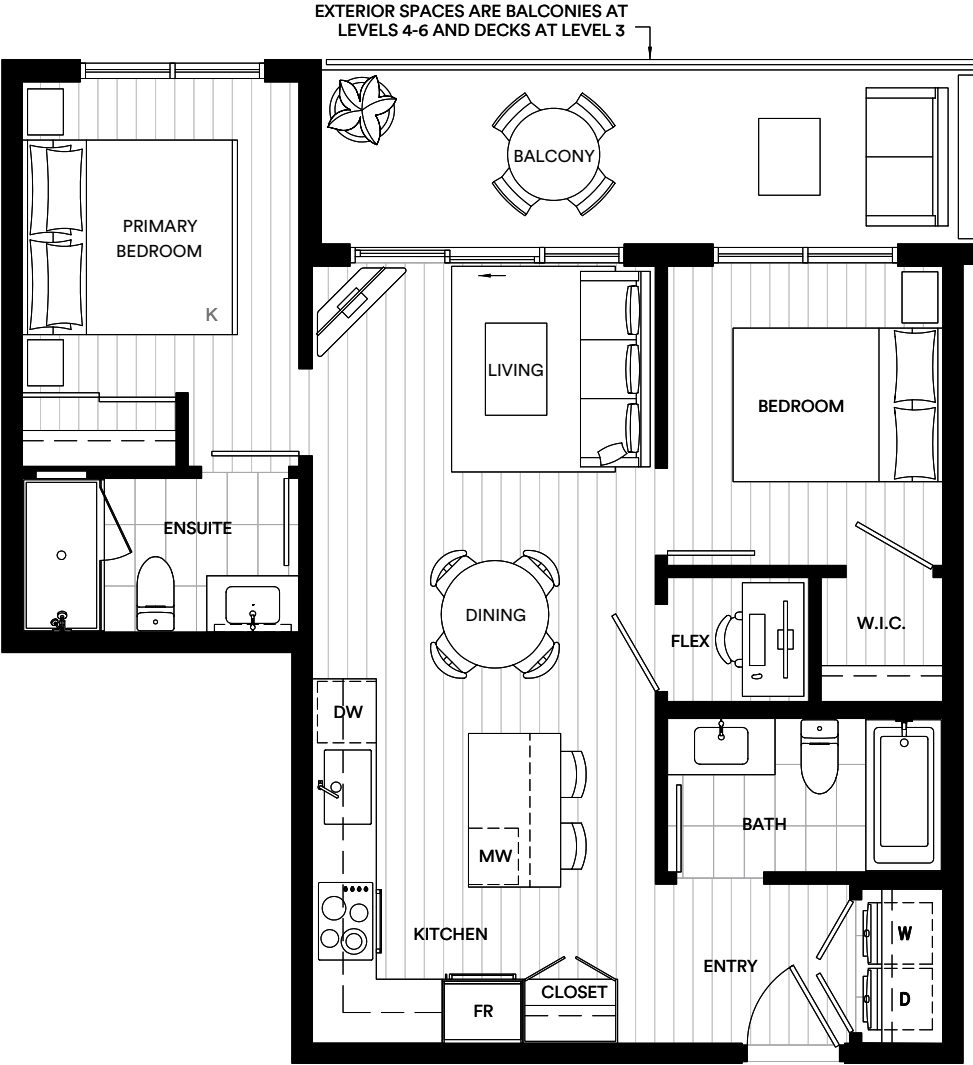 EXTERIOR SPACES ARE BALCONIES AT
LEVELS 4-6 AND DECKS AT LEVEL 3
BALCONY
PRIMARY
BEDROOM
K
LIVING
BEDROOM
ENSUITE
DINING
FLEX
W.I.C.
DW
BATH
MW
KITCHEN
W
ENTRY
CLOSET
D
FR